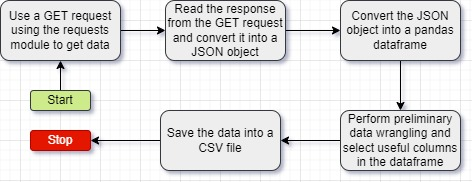 Use a GET request
using the requests
module to get data
Read the response
from the GET request
and convert it into a
JSON object
Convert the JSON
object into a pandas
dataframe
Start
Stop
Save the data into a
CSV file
Perform preliminary
data wrangling and
select useful columns
in the dataframe